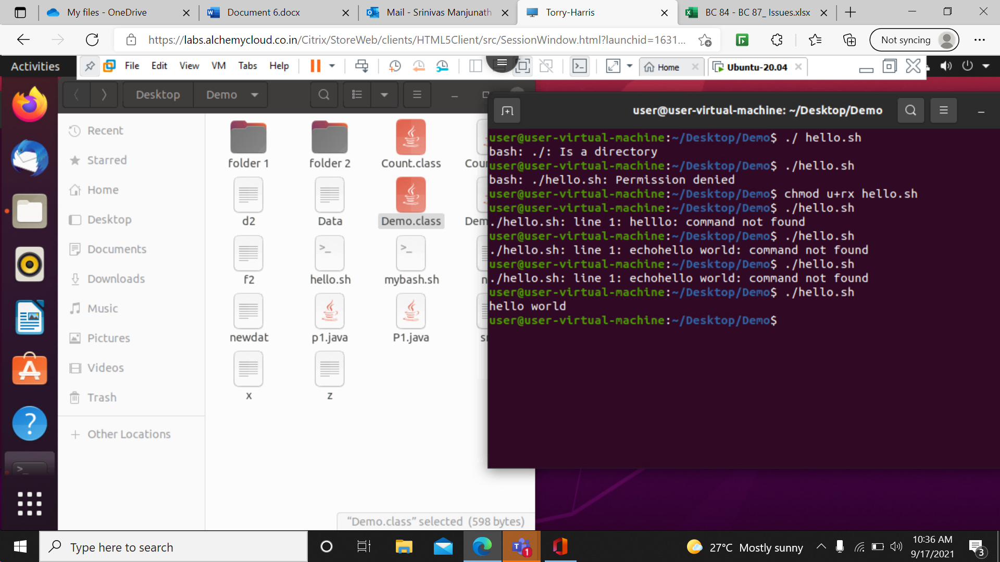 My files - OneDrive
Document 6.docx
Mail - Srinivas Manjunath
Torry-Harris
BC 84 - BC 87_ Issues.xlsx
https://labs.alchemycloud.co.in/Citrix/StoreWeb/clients/HTML5Client/src/SessionWindow.html?launchid=1631...
Not syncing
Activities
File Edit View VM Tabs Help
Home
Ubuntu-20.04
Desktop
Demo
user@user-virtual-machine: ~/Desktop/Demo
Recent
Starred
Home
Desktop
Documents
Downloads
Music
Pictures
Videos
Trash
Other Locations
folder 1
folder 2
Count.class
d2
Data
Demo.class
f2
hello.sh
mybash.sh
newdat
p1.java
P1.java
x
z
"Demo.class" selected (598 bytes)
user@user-virtual-machine:~/Desktop/Demo$ ./ hello.sh
bash: ./: Is a directory
user@user-virtual-machine:~/Desktop/Demo$ ./hello.sh
bash: ./hello.sh: Permission denied
user@user-virtual-machine:~/Desktop/Demo$ chmod u+rx hello.sh
user@user-virtual-machine:~/Desktop/Demo$ ./hello.sh
./hello.sh: line 1: helllo: command not found
user@user-virtual-machine:~/Desktop/Demo$ ./hello.sh
./hello.sh: line 1: echohello world: command not found
user@user-virtual-machine:~/Desktop/Demo$ ./hello.sh
./hello.sh: line 1: echohello world: command not found
user@user-virtual-machine:~/Desktop/Demo$ ./hello.sh
hello world
user@user-virtual-machine:~/Desktop/Demo$
Type here to search
1
27°C Mostly sunny
10:36 AM
9/17/2021
3